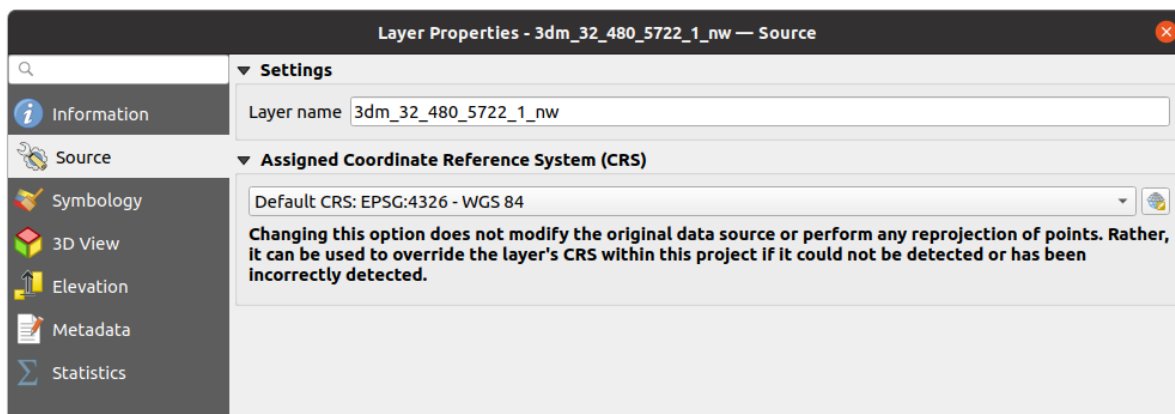 Layer Properties - 3dm_32_480_5722_1_nw — Source
Information
Source
Symbology
3D View
Elevation
Metadata
Statistics
Settings
Layer name 3dm_32_480_5722_1_nw
Assigned Coordinate Reference System (CRS)
Default CRS: EPSG:4326 - WGS 84
Changing this option does not modify the original data source or perform any reprojection of points. Rather,
it can be used to override the layer's CRS within this project if it could not be detected or has been
incorrectly detected.